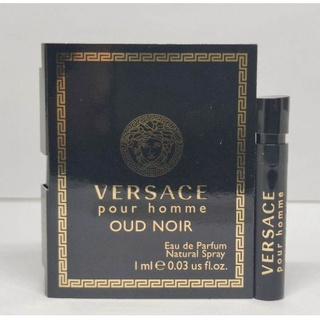 VERSACE
pour homme
OUD NOIR
Eau de Parfum
Natural Spray
1 ml e 0.03 us fl.oz.
VERSACE
pour homme